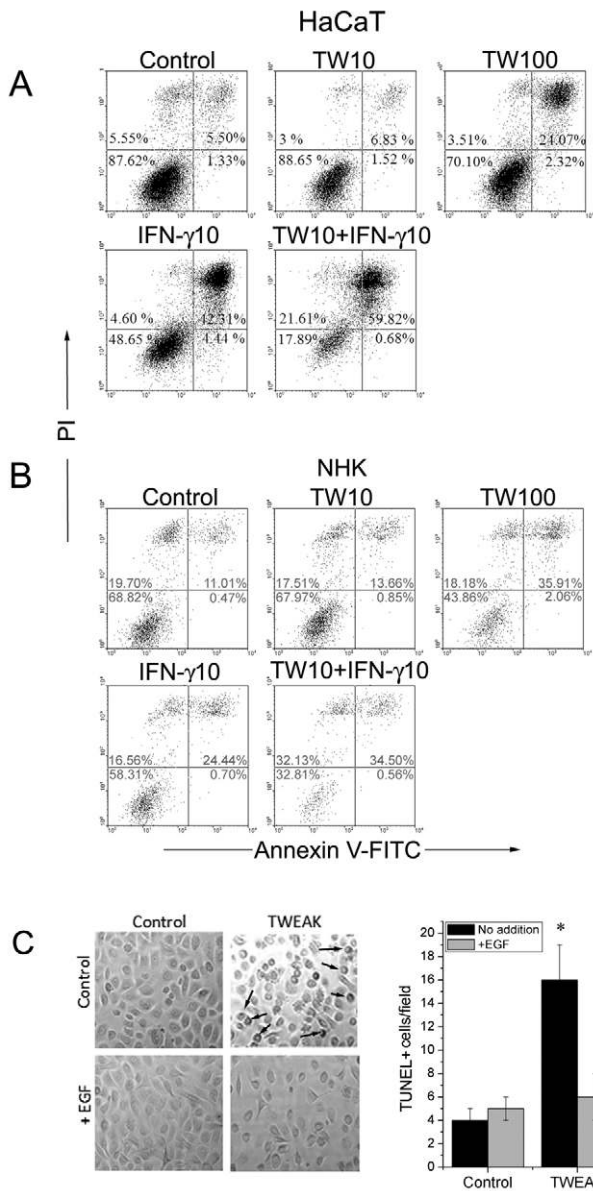 HaCaT
A
Control TW10 TW100
5.55% 5.50% 3 % 6.83 % 3.51% 24.07%
87.62% 1.33% 88.65 % 1.52 % 70.10% 2.32%
IFN-γ10 TW10+IFN-γ10
4.60 % 42.31% 21.61% 59.82%
48.65 % 4.44 % 17.89% 0.68%
PI
B
NHK
Control TW10 TW100
19.70% 11.01% 17.51% 13.66% 18.18% 35.91%
68.82% 0.47% 67.97% 0.85% 43.86% 2.06%
IFN-γ10 TW10+IFN-γ10
16.56% 24.44% 32.13% 34.50%
58.31% 0.70% 32.81% 0.56%
Annexin V-FITC
C
Control TWEAK
Control
+ EGF
No addition
+EGF
*
TUNEL+ cells/field
20
18
16
14
12
10
8
6
4
2
0
Control